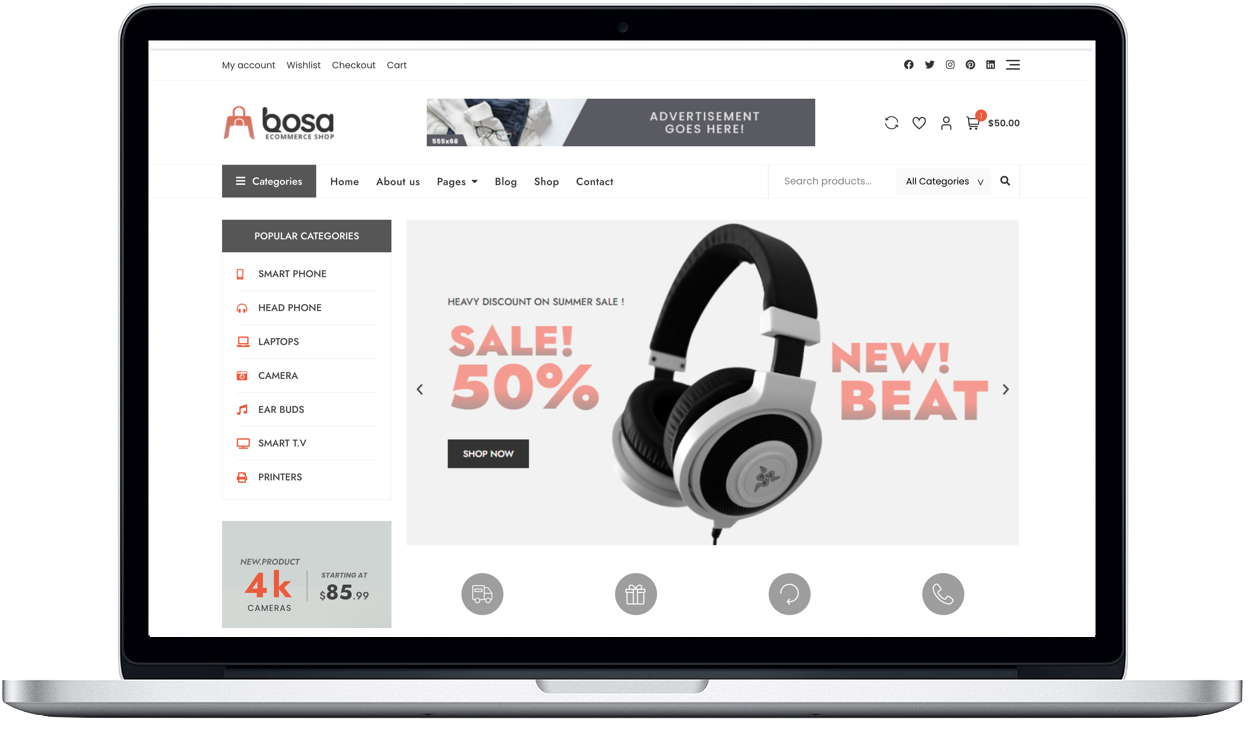 My account Wishlist Checkout Cart
bosa
ECOMMERCE SHOP
ADVERTISEMENT
GOES HERE!
555x68
1
$50.00
Categories Home About us Pages Blog Shop Contact Search products... All Categories
POPULAR CATEGORIES
SMART PHONE
HEAD PHONE
LAPTOPS
CAMERA
EAR BUDS
SMART T.V
PRINTERS
HEAVY DISCOUNT ON SUMMER SALE !
SALE!
50%
SHOP NOW
NEW!
BEAT
NEW.PRODUCT
4k
CAMERAS
STARTING AT
$85.99